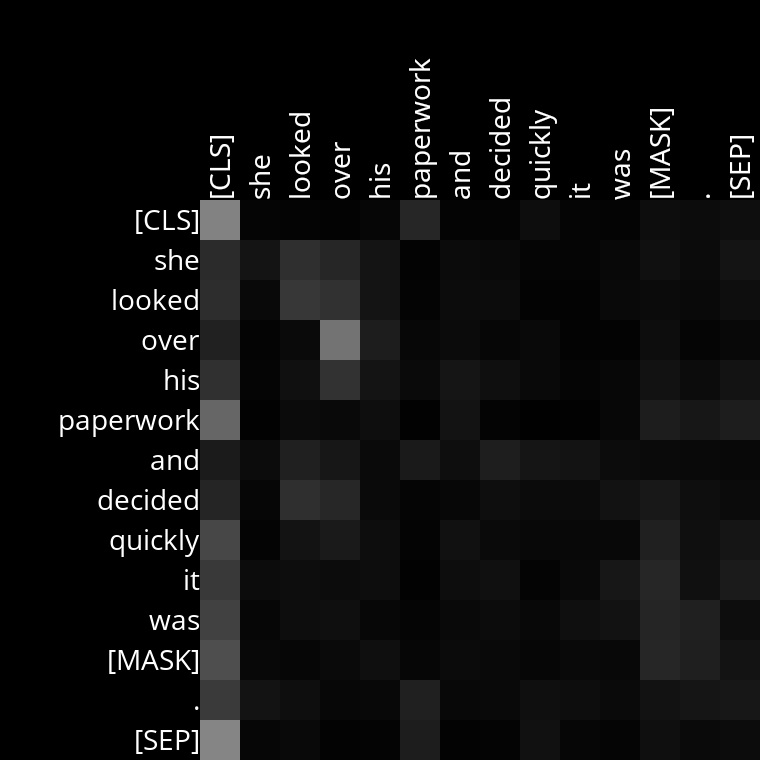 [CLS] she looked over his paperwork and decided quickly it was [MASK] . [SEP]
[CLS]
she
looked
over
his
paperwork
and
decided
quickly
it
was
[MASK]
.
[SEP]